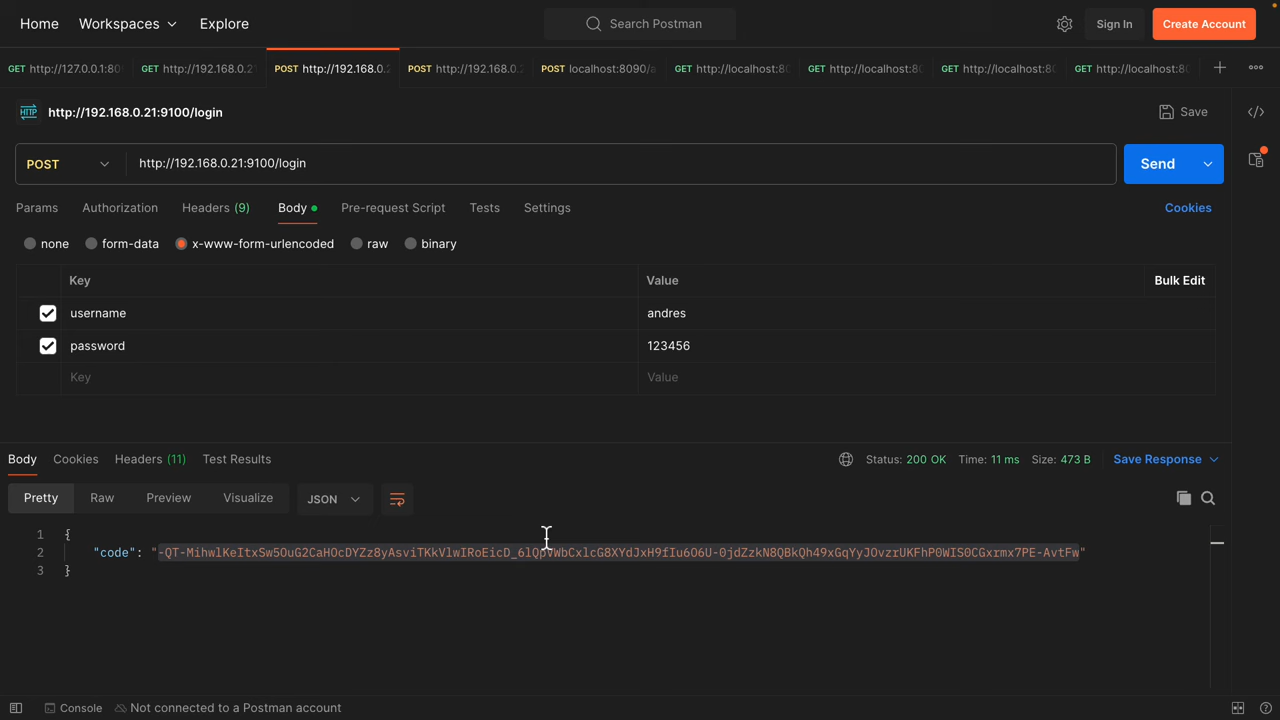 Home Workspaces Explore Search Postman Sign In Create Account
GET http://127.0.0.1:80 GET http://192.168.0.21 POST http://192.168.0. POST http://192.168.0. POST localhost:8090/a GET http://localhost:80 GET http://localhost:80 GET http://localhost:80 GET http://localhost:80
HTTP http://192.168.0.21:9100/login Save
POST http://192.168.0.21:9100/login Send
Params Authorization Headers (9) Body Pre-request Script Tests Settings Cookies
none form-data x-www-form-urlencoded raw binary
Key Value Bulk Edit
username andres
password 123456
Key Value
Body Cookies Headers (11) Test Results Status: 200 OK Time: 11 ms Size: 473 B Save Response
Pretty Raw Preview Visualize JSON
1 {
2 "code": "-QT-MihwlKeItxSw5OuG2CaHOcDYZz8yAsviTKkVlwIRoEicD_6lQpVWbCxlcG8XYdJxH9fIu6O6U-0jdZzkN8QBkQh49xGqYyJOvzrUKFhP0WIS0CGxrmx7PE-AvtFw"
3 }
Console Not connected to a Postman account